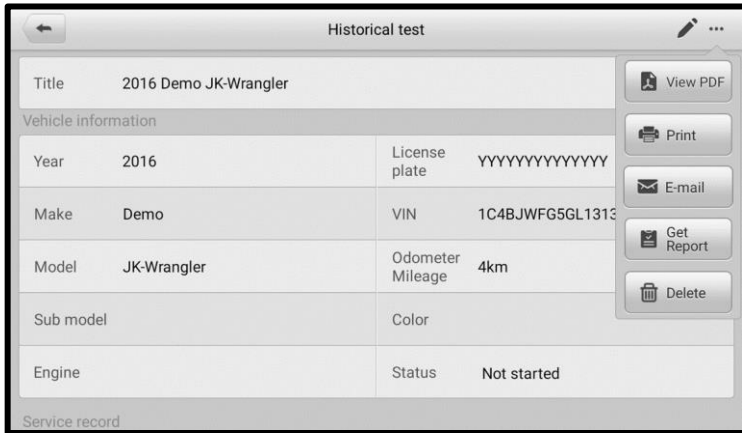 Historical test
Title 2016 Demo JK-Wrangler
View PDF
Vehicle information
Print
Year 2016 License plate YYYYYYYYYYYYYY
E-mail
Make Demo VIN 1C4BJWFG5GL1313
Get Report
Model JK-Wrangler Odometer Mileage 4km
Delete
Sub model Color
Engine Status Not started
Service record